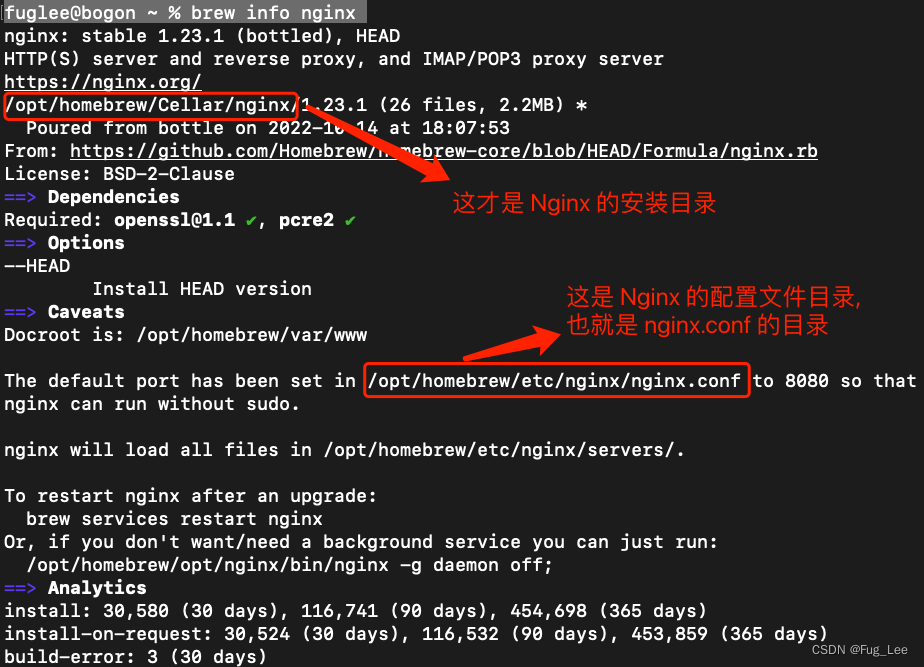 fuglee@bogon ~ % brew info nginx
nginx: stable 1.23.1 (bottled), HEAD
HTTP(S) server and reverse proxy, and IMAP/POP3 proxy server
https://nginx.org/
/opt/homebrew/Cellar/nginx/1.23.1 (26 files, 2.2MB) *
  Poured from bottle on 2022-10-14 at 18:07:53
From: https://github.com/Homebrew/homebrew-core/blob/HEAD/Formula/nginx.rb
License: BSD-2-Clause
==> Dependencies
这才是 Nginx 的安装目录
Required: openssl@1.1 ✔, pcre2 ✔
==> Options
--HEAD
        Install HEAD version
这是 Nginx 的配置文件目录,
也就是 nginx.conf 的目录
==> Caveats
Docroot is: /opt/homebrew/var/www
The default port has been set in /opt/homebrew/etc/nginx/nginx.conf to 8080 so that
nginx can run without sudo.
nginx will load all files in /opt/homebrew/etc/nginx/servers/.
To restart nginx after an upgrade:
  brew services restart nginx
Or, if you don't want/need a background service you can just run:
  /opt/homebrew/opt/nginx/bin/nginx -g daemon off;
==> Analytics
install: 30,580 (30 days), 116,741 (90 days), 454,698 (365 days)
install-on-request: 30,524 (30 days), 116,532 (90 days), 453,859 (365 days)
build-error: 3 (30 days)
CSDN @Fug_Lee